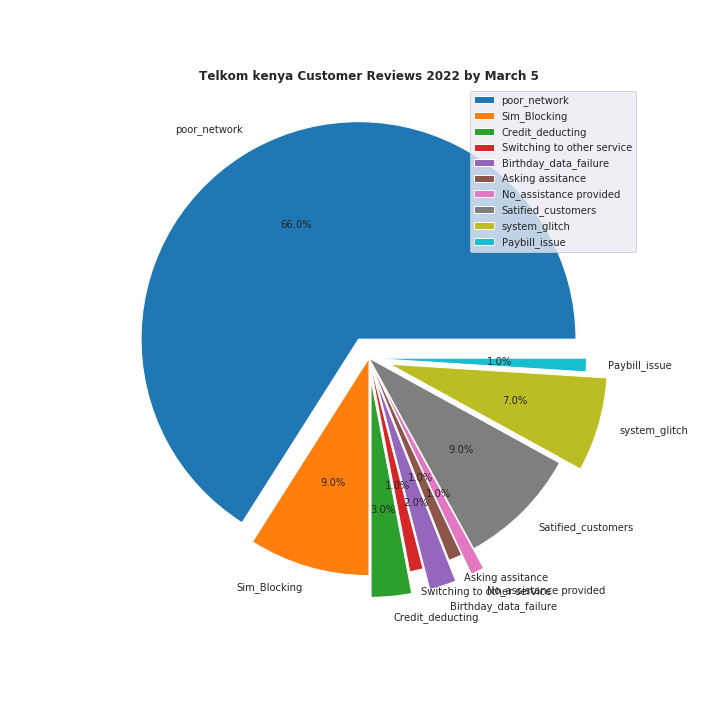 Telkom kenya Customer Reviews 2022 by March 5
poor_network
Sim_Blocking
Credit_deducting
Switching to other service
Birthday_data_failure
Asking assitance
No_assistance provided
Satified_customers
system_glitch
Paybill_issue
poor_network
66.0%
1.0%
Paybill_issue
7.0%
system_glitch
9.0%
Satified_customers
9.0%
Sim_Blocking
1.0%
1.0%
1.0%
2.0%
3.0%
Asking assitance
No_assistance provided
Switching to other service
Birthday_data_failure
Credit_deducting